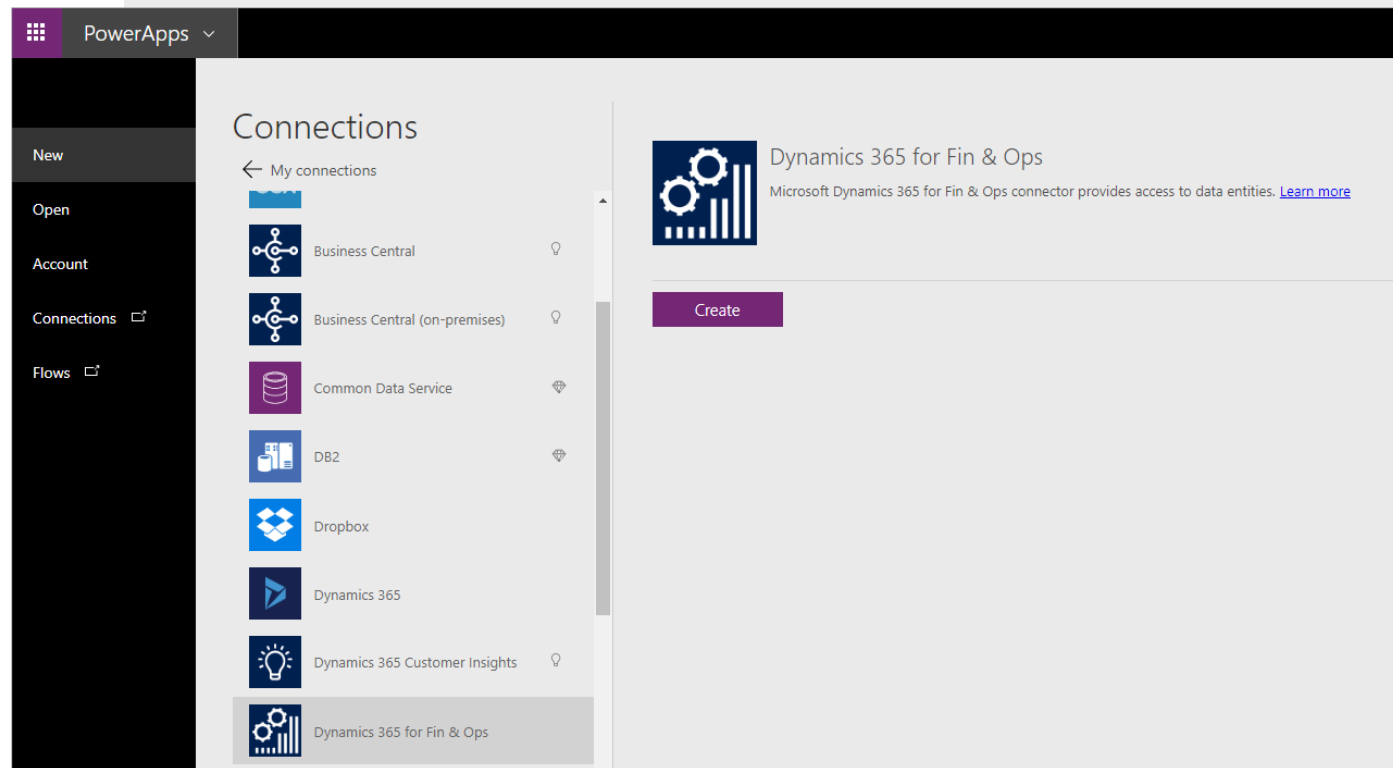 PowerApps
New
Open
Account
Connections
Flows
Connections
My connections
Business Central
Business Central (on-premises)
Common Data Service
DB2
Dropbox
Dynamics 365
Dynamics 365 Customer Insights
Dynamics 365 for Fin & Ops
Dynamics 365 for Fin & Ops
Microsoft Dynamics 365 for Fin & Ops connector provides access to data entities. Learn more
Create